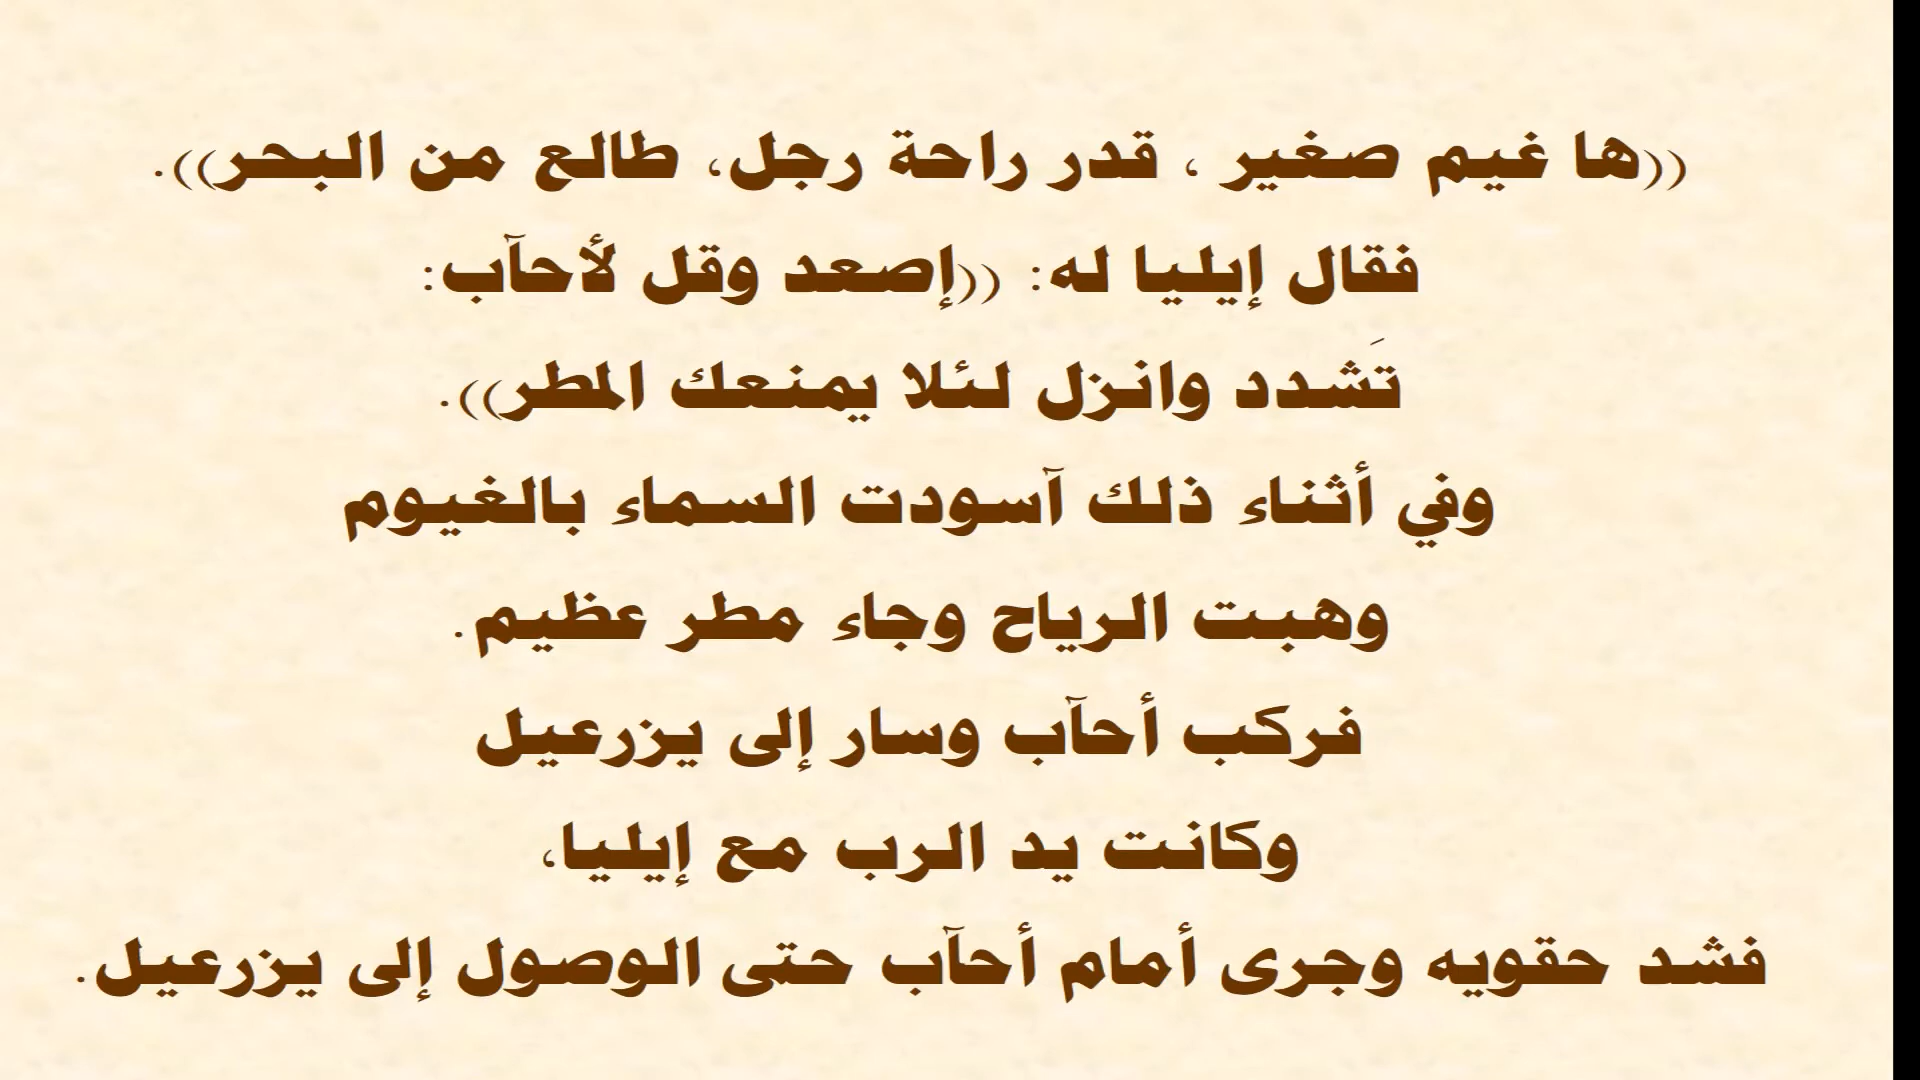 ((ها غيم صغير ، قدر راحة رجل، طالع من البحر)).
فقال إيليا له: ((إصعد وقل لأحآب:
تَشدد وانزل لئلا يمنعك المطر)).
وفي أثناء ذلك آسودت السماء بالغيوم
وهبت الرياح وجاء مطر عظيم.
فركب أحآب وسار إلى يزرعيل
وكانت يد الرب مع إيليا،
فشد حقويه وجرى أمام أحآب حتى الوصول إلى يزرعيل.